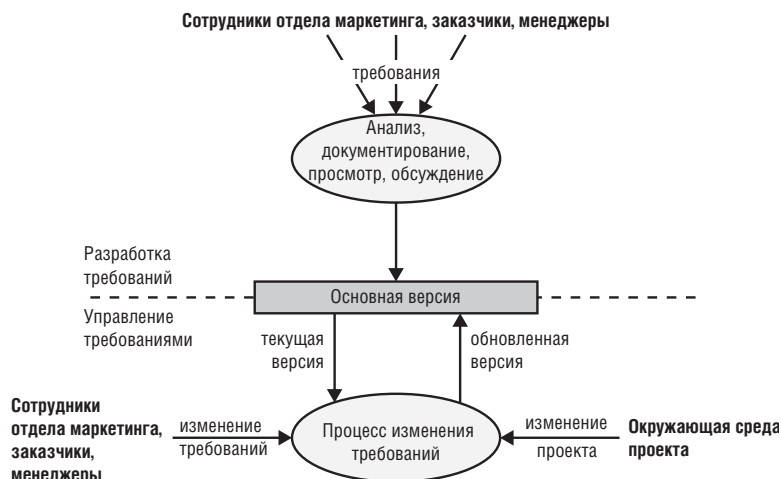 Сотрудники отдела маркетинга, заказчики, менеджеры
требования
Анализ,
документирование,
просмотр, обсуждение
Разработка
требований
Основная версия
Управление
требованиями
текущая
версия
обновленная
версия
Сотрудники
отдела маркетинга,
заказчики,
менеджеры
изменение
требований
Процесс изменения
требований
изменение
проекта
Окружающая среда
проекта